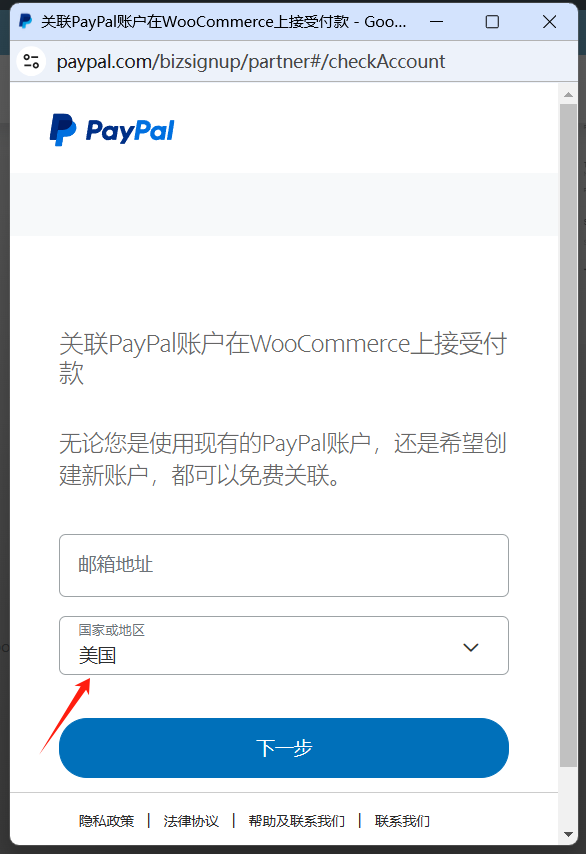 关联PayPal账户在WooCommerce上接受付款 - Goo...
paypal.com/bizsignup/partner#/checkAccount
PayPal
关联PayPal账户在WooCommerce上接受付
款
无论您是使用现有的PayPal账户，还是希望创
建新账户，都可以免费关联。
邮箱地址
国家或地区
美国
下一步
隐私政策 | 法律协议 | 帮助及联系我们 | 联系我们